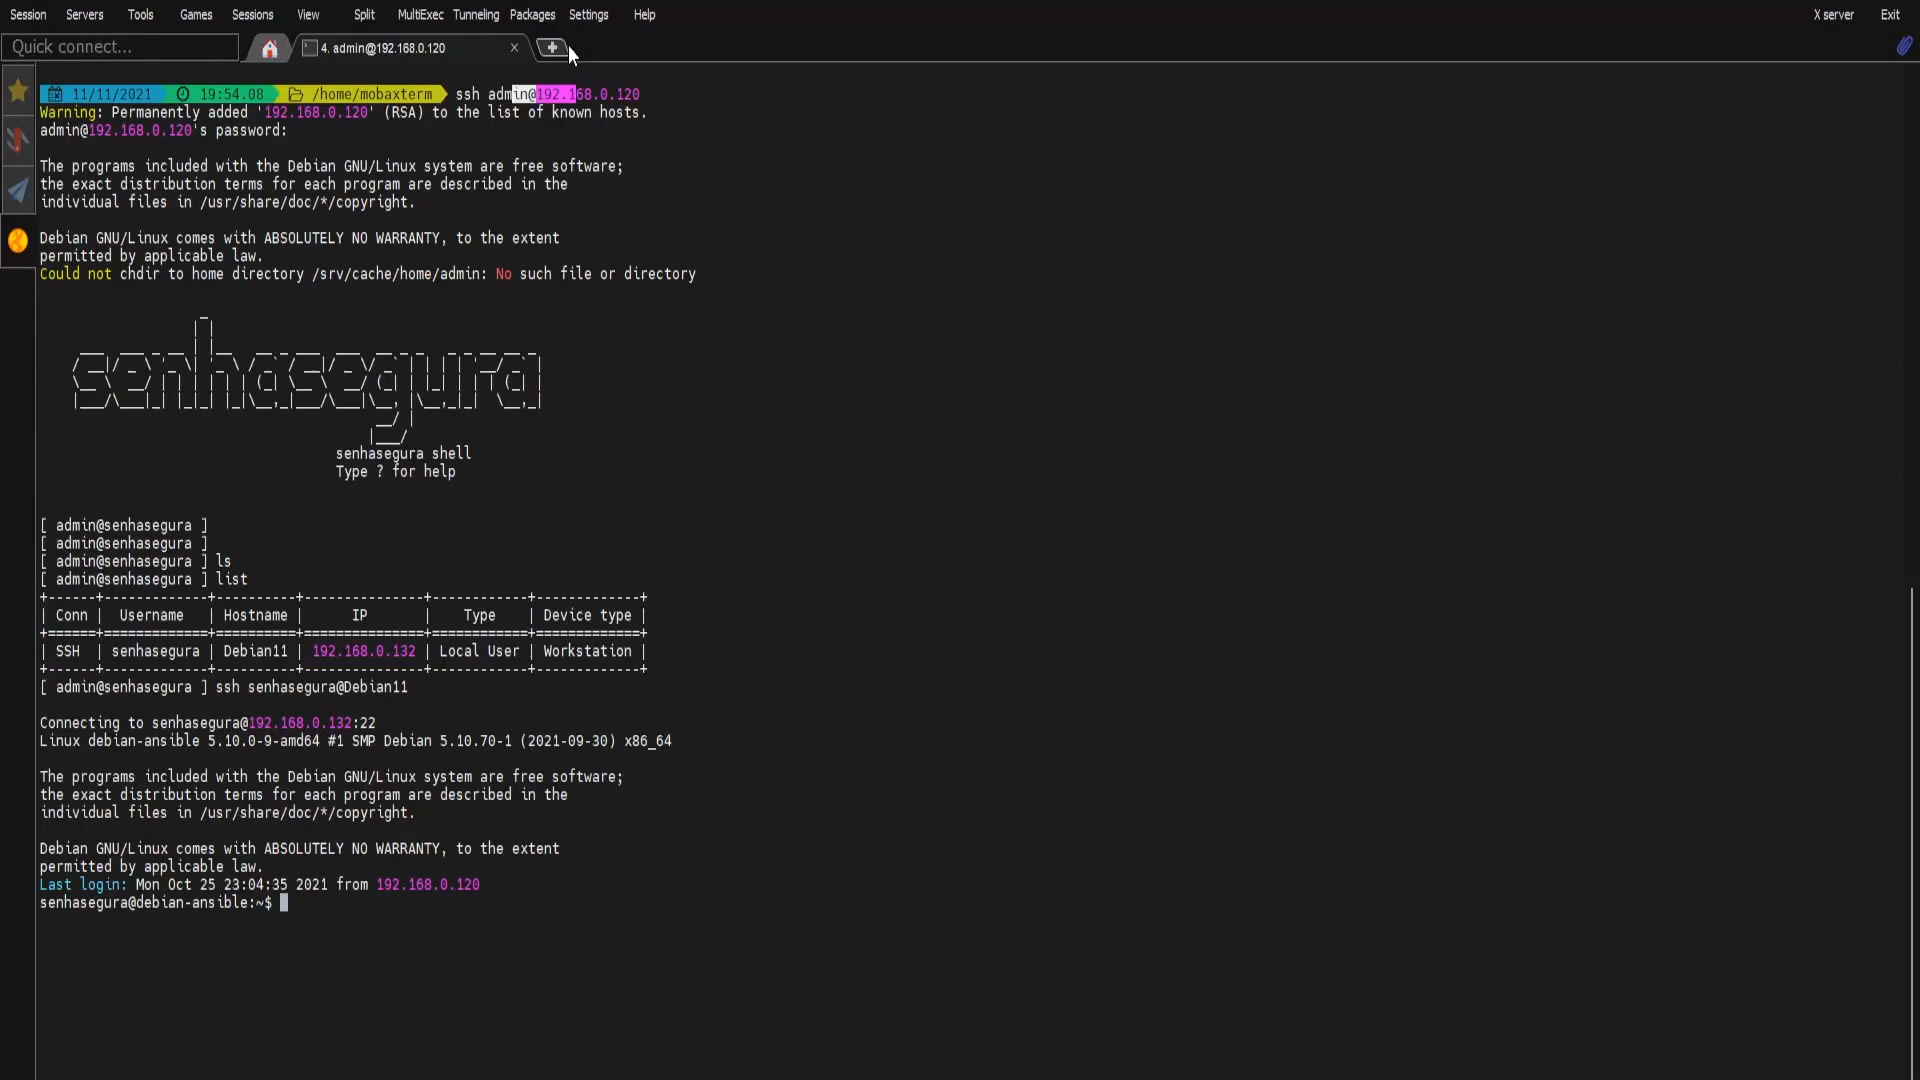 Session Servers Tools Games Sessions View Split MultiExec Tunneling Packages Settings Help X server Exit
Quick connect... 4. admin@192.168.0.120
11/11/2021 19:54.08 /home/mobaxterm ssh admin@192.168.0.120
Warning: Permanently added '192.168.0.120' (RSA) to the list of known hosts.
admin@192.168.0.120's password:
The programs included with the Debian GNU/Linux system are free software;
the exact distribution terms for each program are described in the
individual files in /usr/share/doc/*/copyright.
Debian GNU/Linux comes with ABSOLUTELY NO WARRANTY, to the extent
permitted by applicable law.
Could not chdir to home directory /srv/cache/home/admin: No such file or directory
senhasegura
senhasegura shell
Type ? for help
[ admin@senhasegura ]
[ admin@senhasegura ]
[ admin@senhasegura ] ls
[ admin@senhasegura ] list
+------+-------------+----------+---------------+------------+-------------+
| Conn | Username | Hostname | IP | Type | Device type |
+======+=============+==========+===============+============+=============+
| SSH | senhasegura | Debian11 | 192.168.0.132 | Local User | Workstation |
+------+-------------+----------+---------------+------------+-------------+
[ admin@senhasegura ] ssh senhasegura@Debian11
Connecting to senhasegura@192.168.0.132:22
Linux debian-ansible 5.10.0-9-amd64 #1 SMP Debian 5.10.70-1 (2021-09-30) x86_64
The programs included with the Debian GNU/Linux system are free software;
the exact distribution terms for each program are described in the
individual files in /usr/share/doc/*/copyright.
Debian GNU/Linux comes with ABSOLUTELY NO WARRANTY, to the extent
permitted by applicable law.
Last login: Mon Oct 25 23:04:35 2021 from 192.168.0.120
senhasegura@debian-ansible:~$